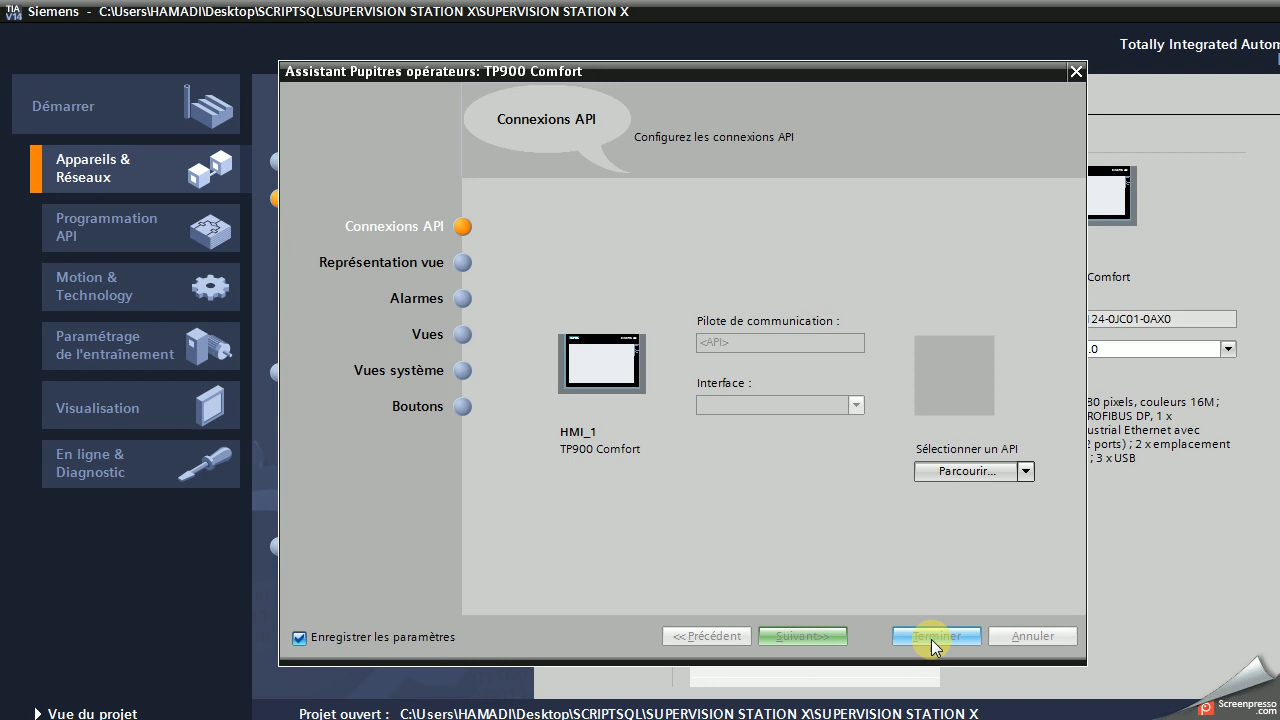 TIA
V14
Siemens - C:\Users\HAMADI\Desktop\SCRIPTSQL\SUPERVISION STATION X\SUPERVISION STATION X
Totally Integrated Autom
Démarrer
Appareils &
Réseaux
Programmation
API
Motion &
Technology
Paramétrage
de l'entraînement
Visualisation
En ligne &
Diagnostic
Assistant Pupitres opérateurs: TP900 Comfort
Connexions API
Configurez les connexions API
Connexions API
Représentation vue
Alarmes
Vues
Vues système
Boutons
HMI_1
TP900 Comfort
Pilote de communication :
<API>
Interface :
Sélectionner un API
Parcourir...
Enregistrer les paramètres
<<Précédent
Suivant>>
Terminer
Annuler
Comfort
124-0JC01-0AX0
.0
30 pixels, couleurs 16M ;
ROFIBUS DP, 1 x
ustrial Ethernet avec
2 ports) ; 2 x emplacement
; 3 x USB
Vue du projet
Projet ouvert : C:\Users\HAMADI\Desktop\SCRIPTSQL\SUPERVISION STATION X\SUPERVISION STATION X
Screenpresso.com